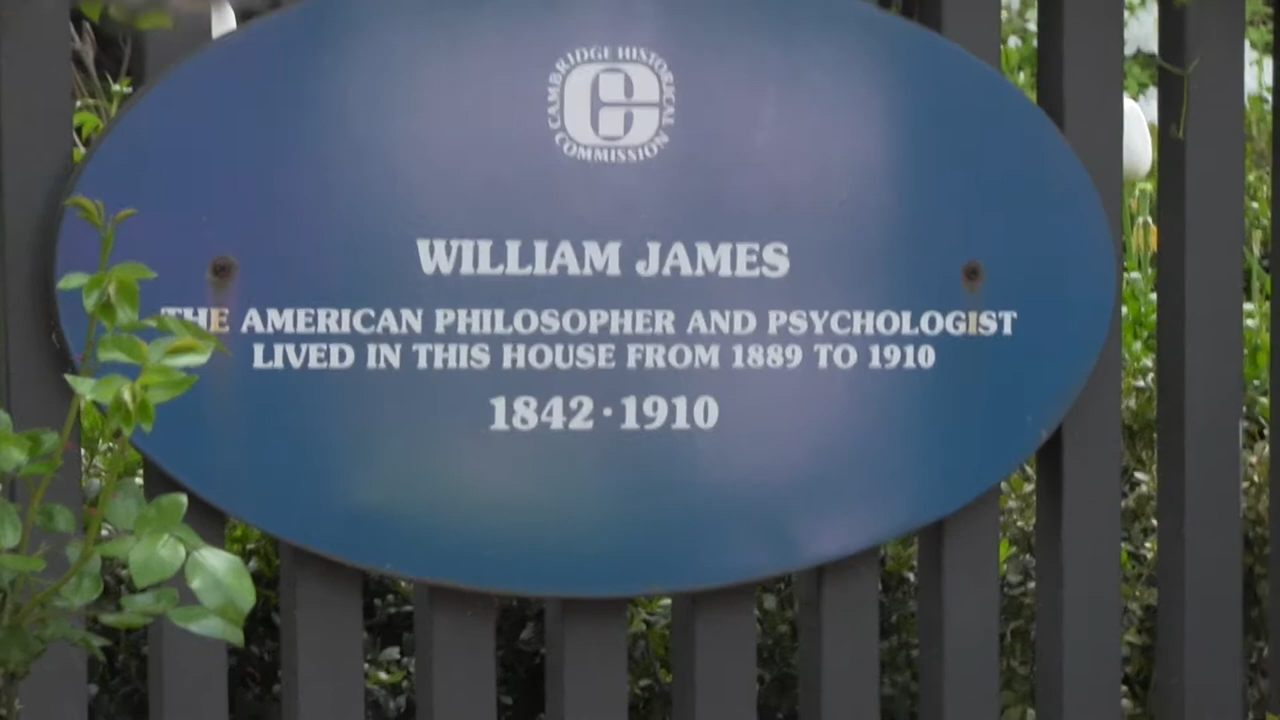 CAMBRIDGE HISTORICAL
COMMISSION
WILLIAM JAMES
THE AMERICAN PHILOSOPHER AND PSYCHOLOGIST
LIVED IN THIS HOUSE FROM 1889 TO 1910
1842·1910